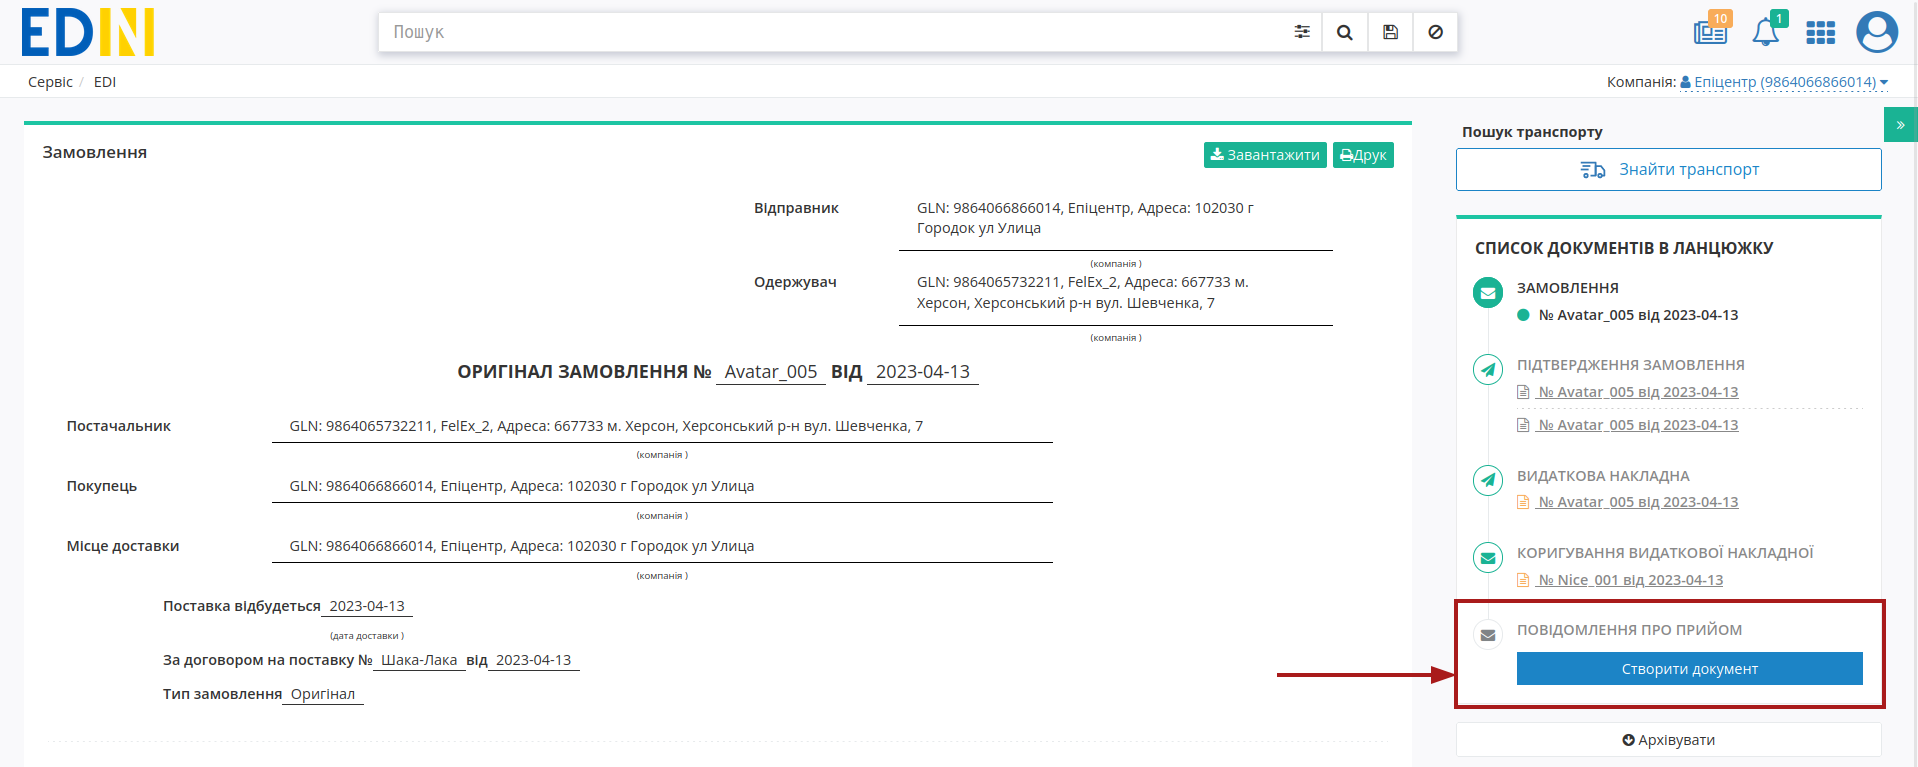 EDIN
Пошук
10
1
Сервіс / EDI
Компанія: Епіцентр (9864066866014)
Замовлення
Завантажити
Друк
Відправник
GLN: 9864066866014, Епіцентр, Адреса: 102030 г
Городок ул Улица
(компанія )
Одержувач
GLN: 9864065732211, FelEx_2, Адреса: 667733 м.
Херсон, Херсонський р-н вул. Шевченка, 7
(компанія )
ОРИГІНАЛ ЗАМОВЛЕННЯ № Avatar_005 ВІД 2023-04-13
Постачальник
GLN: 9864065732211, FelEx_2, Адреса: 667733 м. Херсон, Херсонський р-н вул. Шевченка, 7
(компанія )
Покупець
GLN: 9864066866014, Епіцентр, Адреса: 102030 г Городок ул Улица
(компанія )
Місце доставки
GLN: 9864066866014, Епіцентр, Адреса: 102030 г Городок ул Улица
(компанія )
Поставка відбудеться 2023-04-13
(дата доставки )
За договором на поставку № Шака-Лака від 2023-04-13
Тип замовлення Оригінал
»
Пошук транспорту
Знайти транспорт
СПИСОК ДОКУМЕНТІВ В ЛАНЦЮЖКУ
ЗАМОВЛЕННЯ
№ Avatar_005 від 2023-04-13
ПІДТВЕРДЖЕННЯ ЗАМОВЛЕННЯ
№ Avatar_005 від 2023-04-13
№ Avatar_005 від 2023-04-13
ВИДАТКОВА НАКЛАДНА
№ Avatar_005 від 2023-04-13
КОРИГУВАННЯ ВИДАТКОВОЇ НАКЛАДНОЇ
№ Nice_001 від 2023-04-13
ПОВІДОМЛЕННЯ ПРО ПРИЙОМ
Створити документ
Архівувати